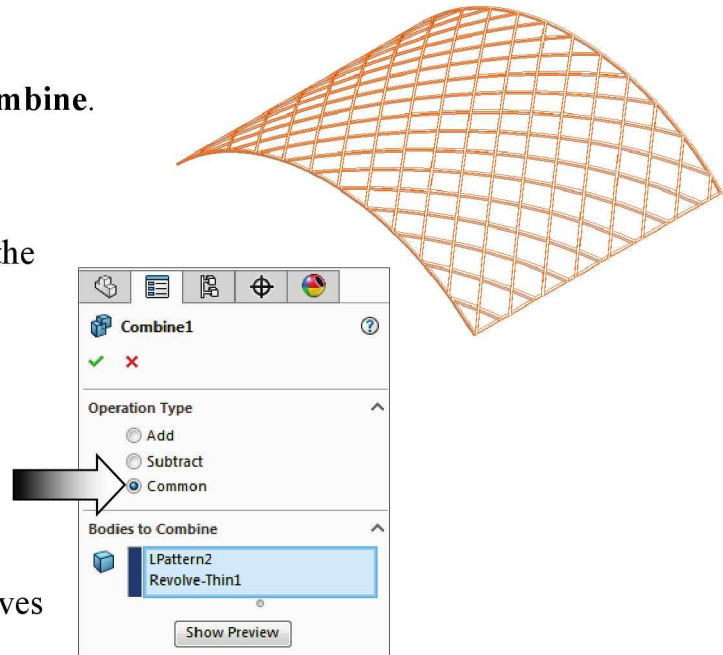 mbine.
the
Combine1
Operation Type
Add
Subtract
Common
Bodies to Combine
LPattern2
Revolve-Thin1
ves
Show Preview